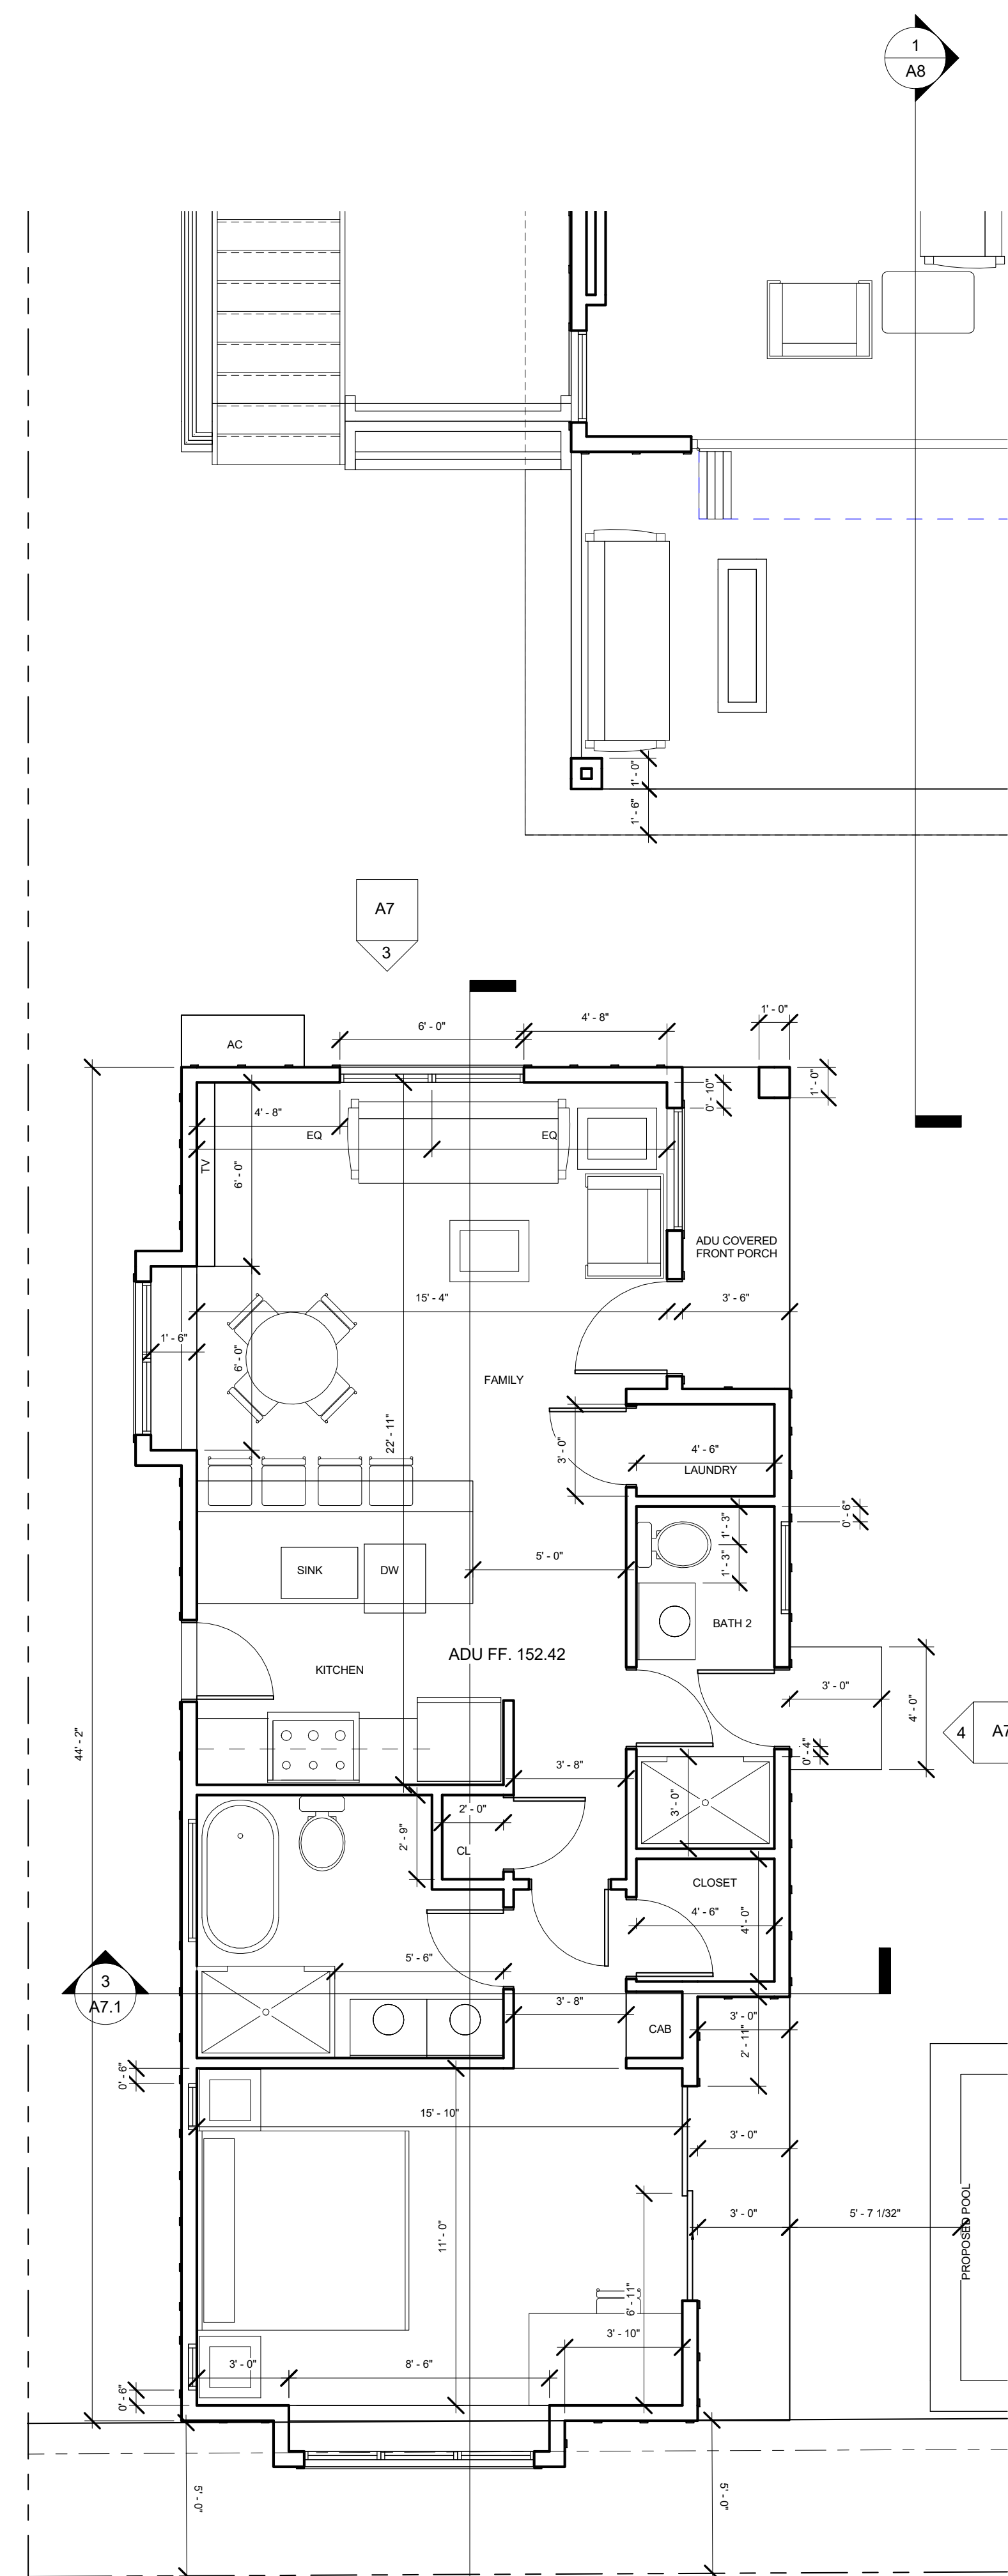 1
A8
1' - 0"
1' - 6"
A7
3
AC
6' - 0"
4' - 8"
1' - 0"
1' - 0"
0' - 10"
4' - 8"
EQ
EQ
TV
6' - 0"
ADU COVERED
FRONT PORCH
15' - 4"
3' - 6"
1' - 6"
6' - 0"
FAMILY
22' - 11"
3' - 0"
4' - 6"
LAUNDRY
0' - 6"
1' - 3"
1' - 3"
5' - 0"
SINK
DW
BATH 2
ADU FF. 152.42
KITCHEN
3' - 0"
4' - 0"
4
A7
44' - 2"
0' - 4"
3' - 8"
3' - 0"
2' - 0"
2' - 9"
CL
CLOSET
4' - 6"
4' - 0"
5' - 6"
3
A7.1
3' - 8"
3' - 0"
CAB
2' - 11"
0' - 6"
15' - 10"
3' - 0"
11' - 0"
3' - 0"
5' - 7 1/32"
PROPOSED POOL
6' - 11"
3' - 10"
3' - 0"
8' - 6"
0' - 6"
5' - 0"
5' - 0"